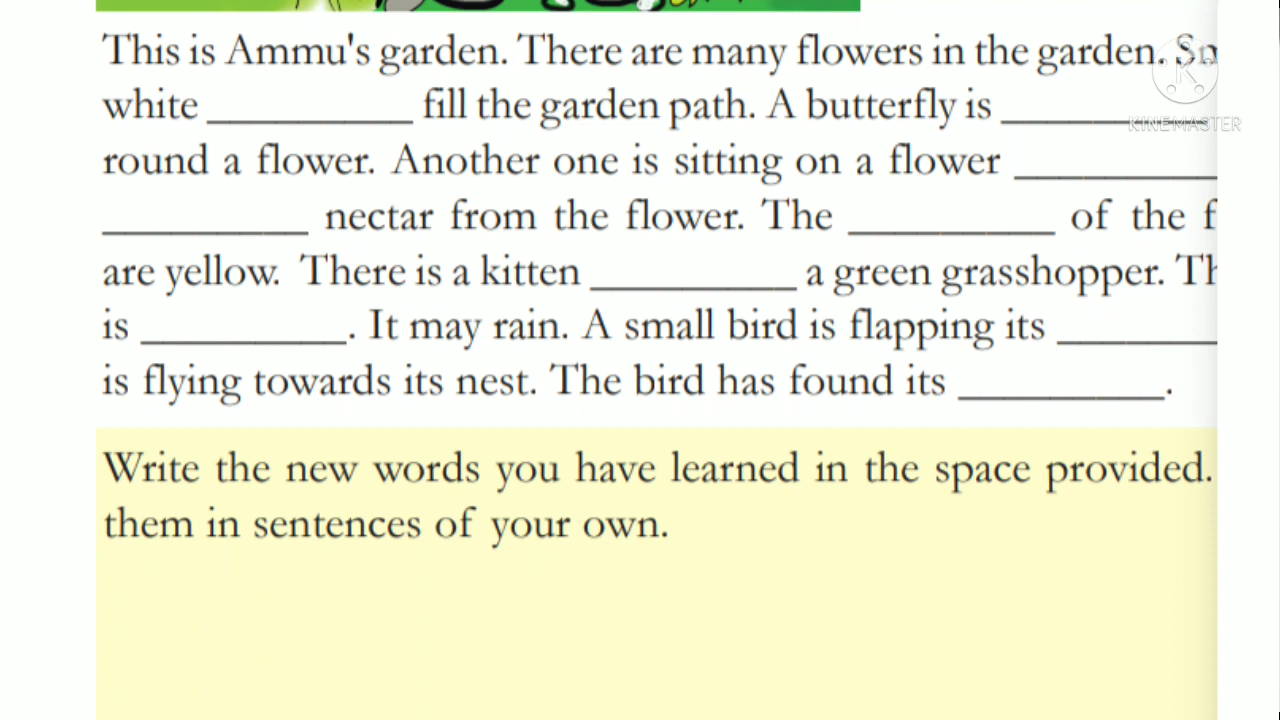 This is Ammu's garden. There are many flowers in the garden.
white __________ fill the garden path. A butterfly is __________
round a flower. Another one is sitting on a flower __________
__________ nectar from the flower. The __________ of the
are yellow. There is a kitten __________ a green grasshopper.
is __________. It may rain. A small bird is flapping its __________
is flying towards its nest. The bird has found its __________.
Write the new words you have learned in the space provided.
them in sentences of your own.
KINEMASTER